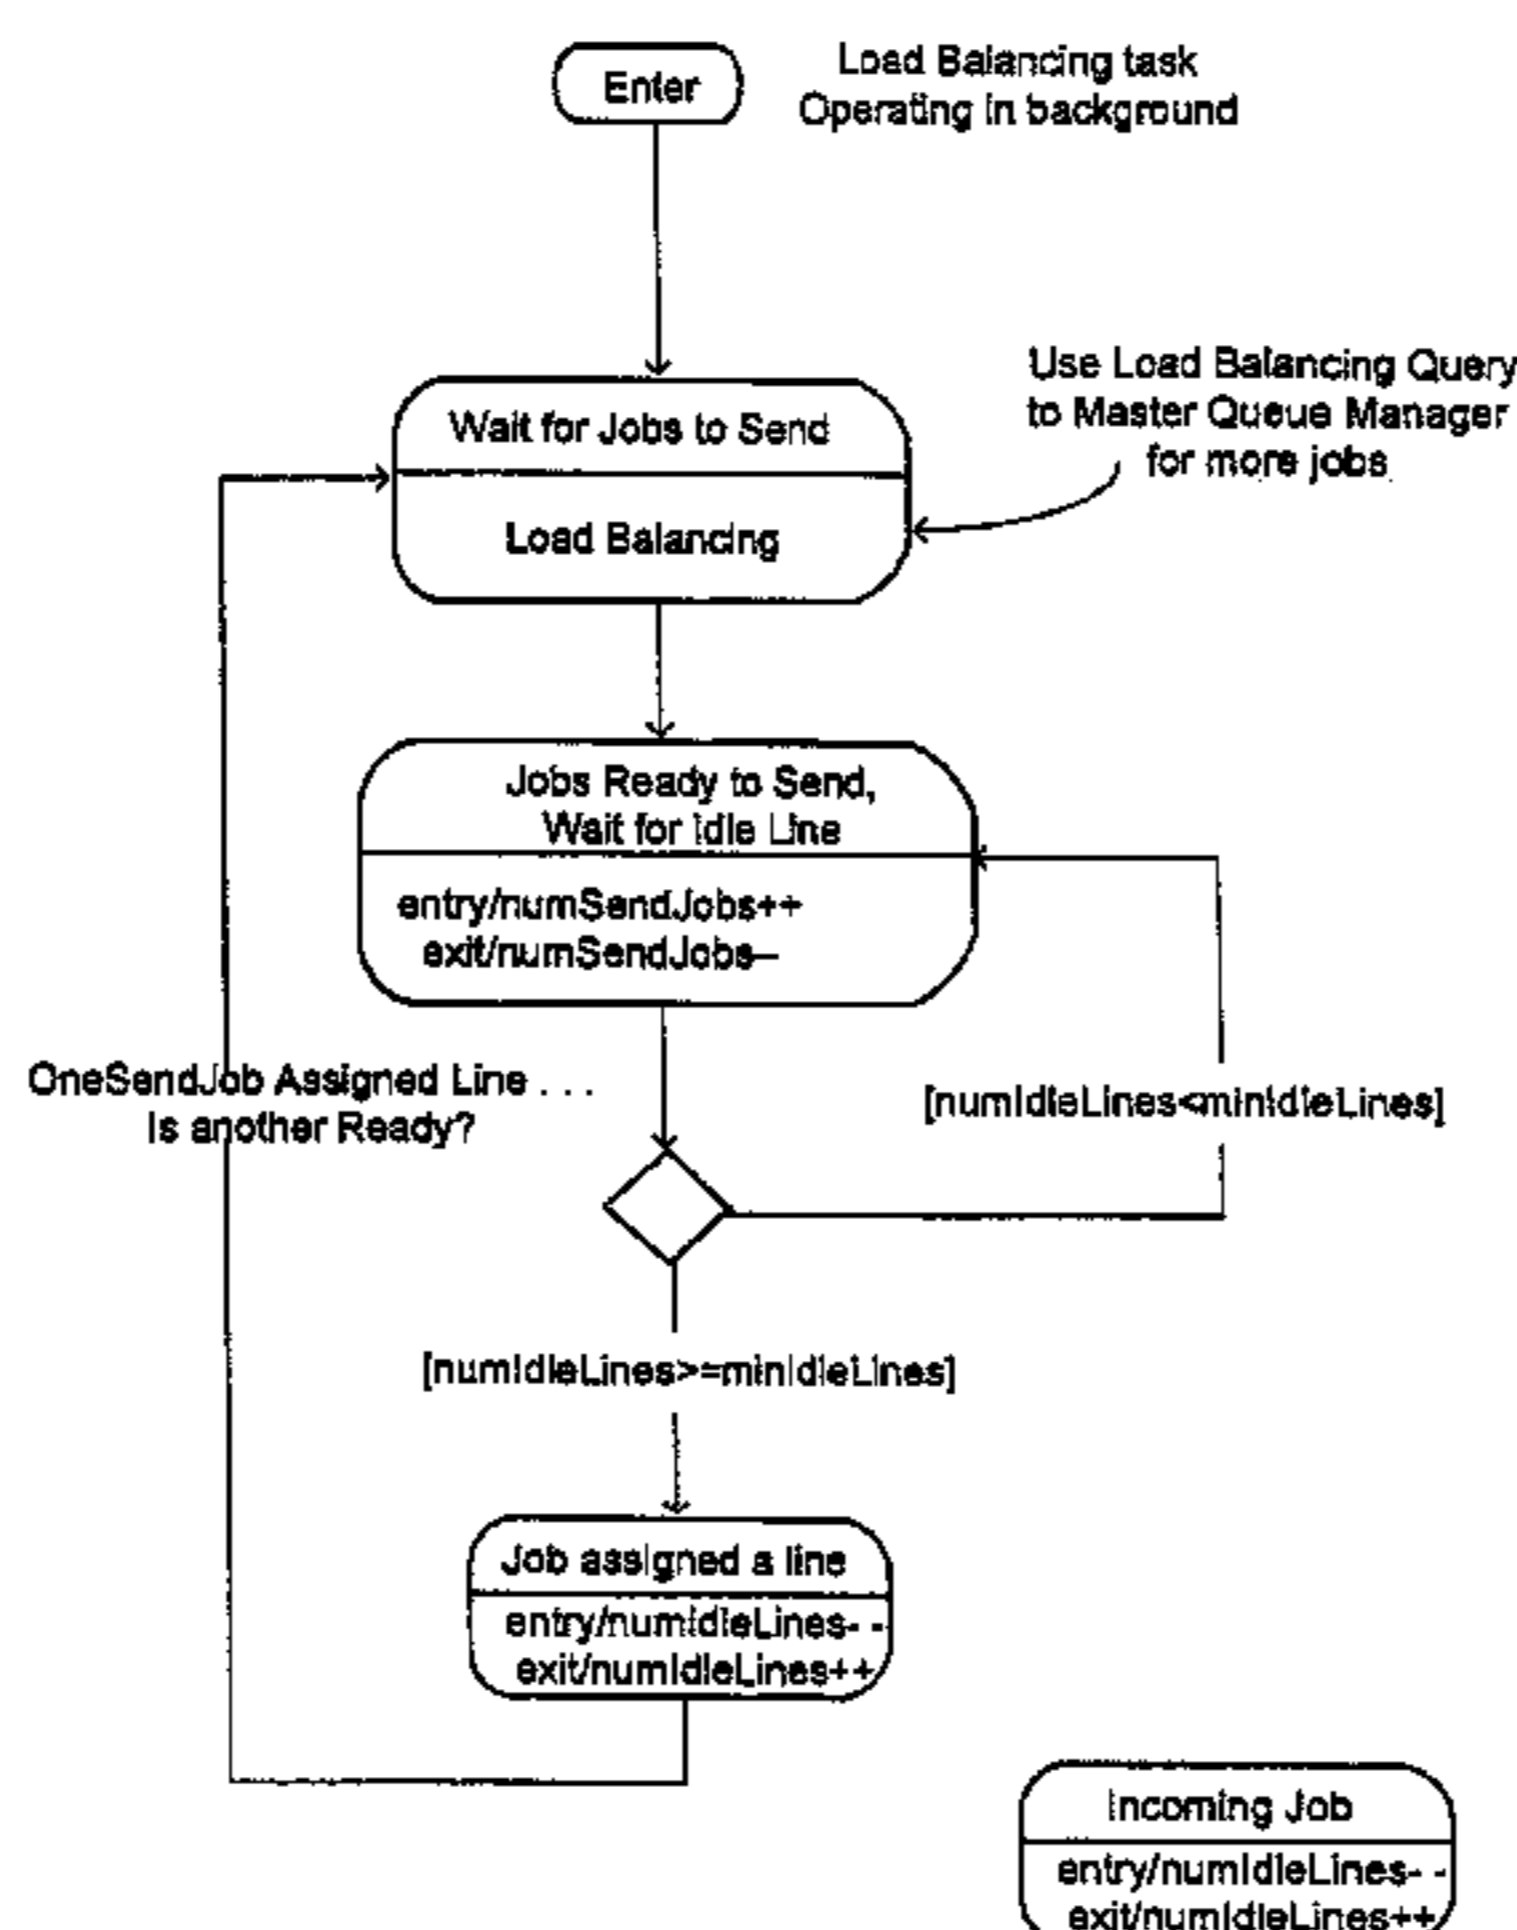 Enter
Load Balancing task
Operating in background
Use Load Balancing Query
to Master Queue Manager
for more jobs
Wait for Jobs to Send
Load Balancing
Jobs Ready to Send,
Wait for Idle Line
entry/numSendJobs++
exit/numSendJobs--
OneSendJob Assigned Line . . .
Is another Ready?
[numIdleLines<minIdleLines]
[numIdleLines>=minIdleLines]
Job assigned a line
entry/numIdleLines- -
exit/numIdleLines++
Incoming Job
entry/numIdleLines- -
exit/numIdleLines++